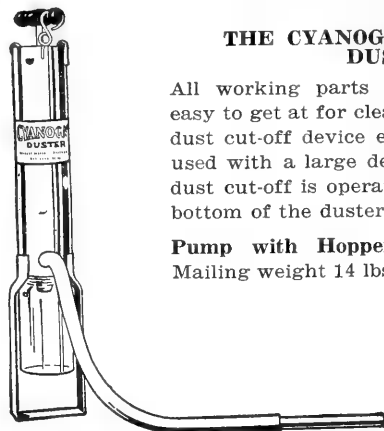 THE CYANOG
DUS
All working parts
easy to get at for clea
dust cut-off device e
used with a large de
dust cut-off is opera
bottom of the duster
Pump with Hoppe
Mailing weight 14 lbs
CYANOGAS
DUSTER